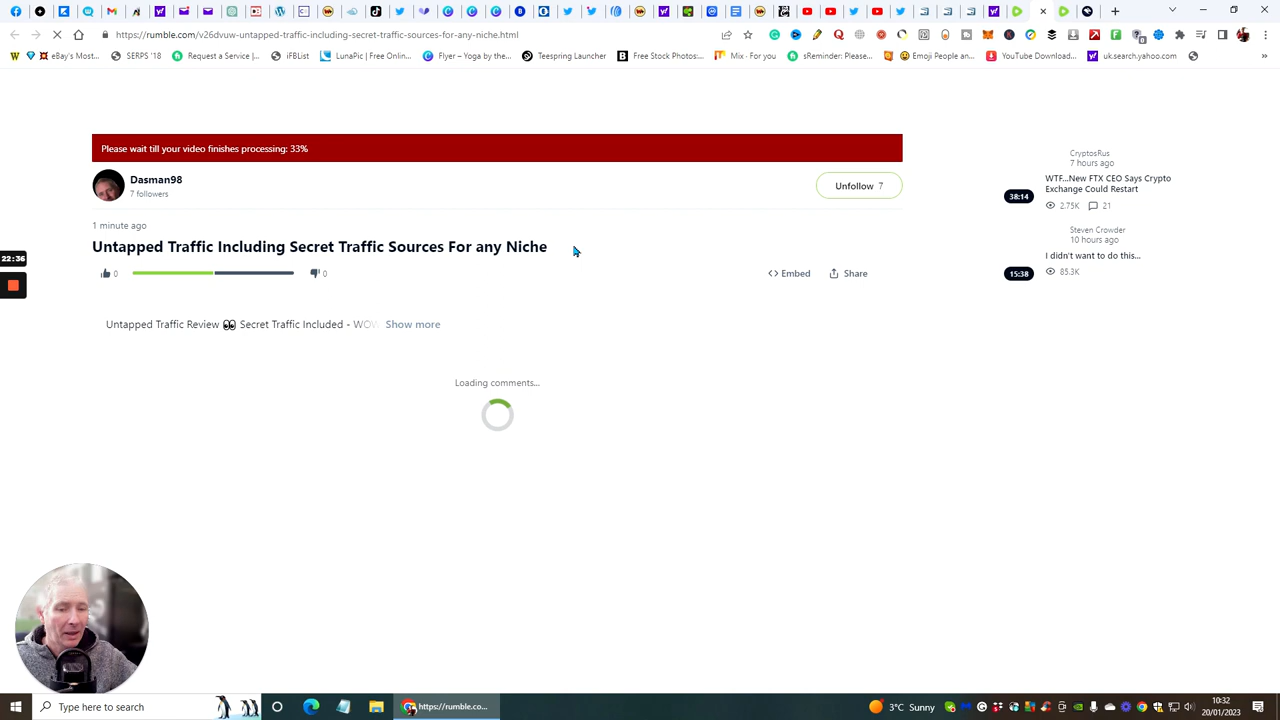 https://rumble.com/v26dvuw-untapped-traffic-including-secret-traffic-sources-for-any-niche.html
eBay's Most...
SERPS '18
Request a Service |...
iFBList
LunaPic | Free Onlin...
Flyer – Yoga by the...
Teespring Launcher
Free Stock Photos:...
Mix · For you
sReminder: Please...
Emoji People an...
YouTube Download...
uk.search.yahoo.com
»
Please wait till your video finishes processing: 33%
Dasman98
7 followers
Unfollow 7
1 minute ago
Untapped Traffic Including Secret Traffic Sources For any Niche
0
0
Embed
Share
Untapped Traffic Review 👀 Secret Traffic Included - WOW
Show more
Loading comments...
CryptosRus
7 hours ago
WTF...New FTX CEO Says Crypto
Exchange Could Restart
38:14
2.75K
21
Steven Crowder
10 hours ago
I didn't want to do this...
15:38
85.3K
22:36
Type here to search
https://rumble.co...
3°C Sunny
10:32
20/01/2023